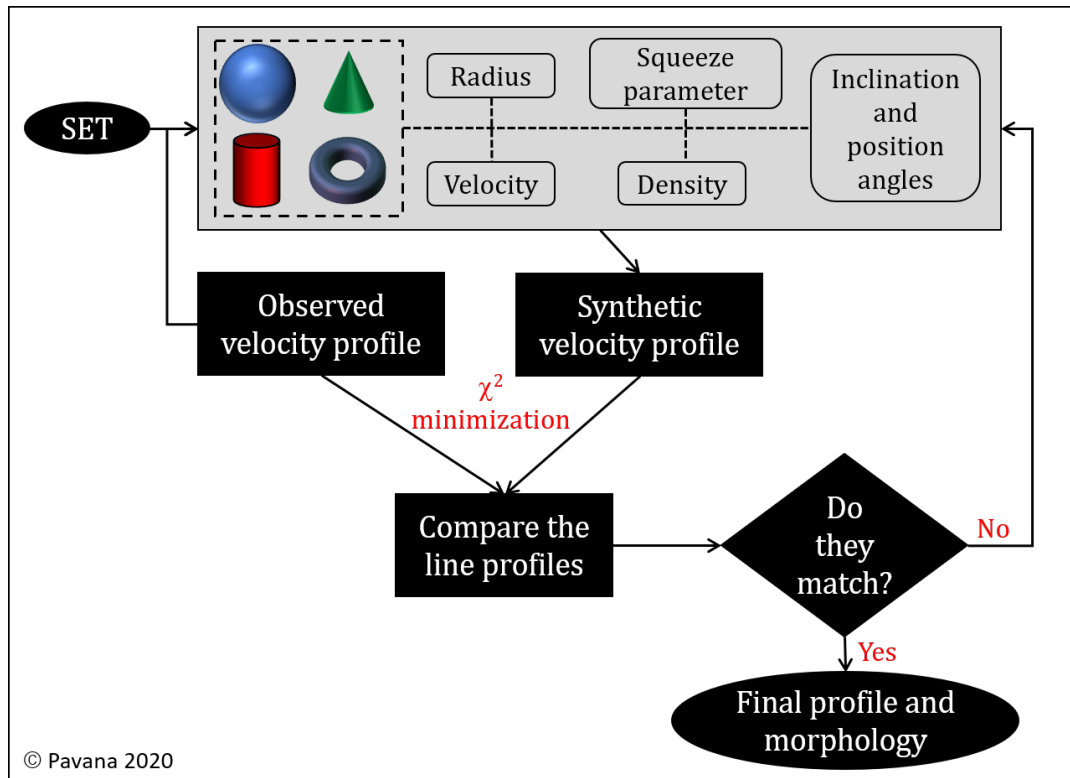 SET
Radius
Squeeze
parameter
Inclination
and
position
angles
Velocity
Density
Observed
velocity profile
Synthetic
velocity profile
χ²
minimization
Compare the
line profiles
Do
they
match?
No
Yes
Final profile and
morphology
© Pavana 2020